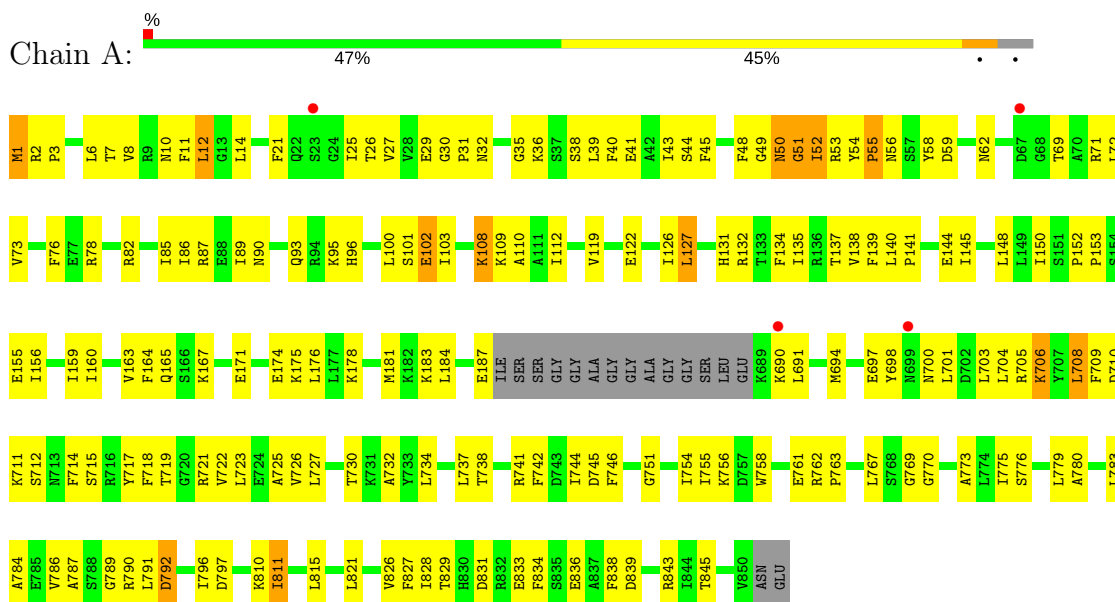 %
Chain A:
47% 45% • •
M1 R2 P3 L6 T7 V8 R9 N10 F11 L12 G13 L14 F21 Q22 S23 G24 I25 T26 V27 V28 E29 G30 P31 N32 G35 K36 S37 S38 L39 F40 E41 A42 I43 S44 F45 F48 G49 N50 G51 I52 R53 Y54 P55 N56 S57 Y58 D59 N62 D67 G68 T69 A70 R71 L72
V73 F76 E77 R78 R82 I85 I86 R87 E88 I89 N90 Q93 R94 K95 H96 L100 S101 E102 I103 K108 K109 A110 A111 I112 V119 E122 I126 L127 H131 R132 T133 F134 I135 R136 T137 V138 F139 L140 P141 E144 I145 L148 L149 I150 S151 P152 P153 S154
E155 I156 I159 I160 V163 F164 Q165 S166 K167 E171 E174 K175 L176 L177 K178 M181 K182 K183 L184 E187 ILE SER SER GLY GLY ALA GLY GLY ALA GLY GLY SER LEU GLU K689 K690 L691 M694 E697 Y698 N699 N700 L701 D702 L703 L704 R705 K706 Y707 L708 F709 D710
K711 S712 N713 F714 S715 R716 Y717 F718 T719 G720 R721 V722 L723 E724 A725 V726 L727 T730 K731 A732 Y733 L734 L737 T738 R741 F742 D743 I744 D745 F746 G751 I754 I755 K756 D757 W758 E761 R762 P763 L767 S768 G769 G770 A773 L774 I775 S776 L779 A780 L783
A784 E785 V786 A787 S788 G789 R790 L791 D792 I796 D797 K810 I811 L815 L821 V826 F827 I828 T829 H830 D831 R832 E833 F834 S835 E836 A837 F838 D839 R843 I844 T845 V850 ASN GLU